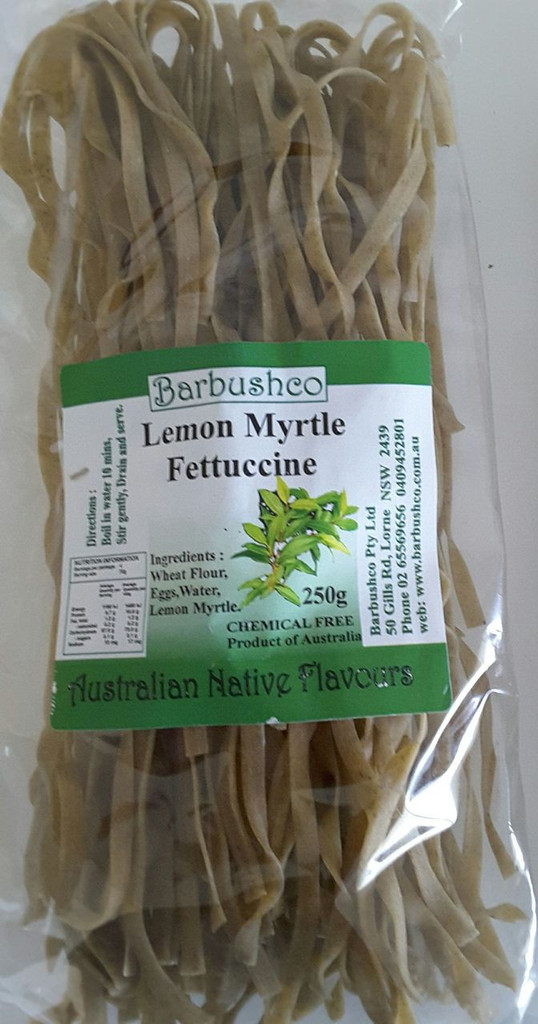 Barbushco
Lemon Myrtle
Fettuccine
Directions :
Boil in water 10 mins,
Stir gently, Drain and serve.
NUTRITION INFORMATION
Ingredients :
Wheat Flour,
Eggs,Water,
Lemon Myrtle.
250g
CHEMICAL FREE
Product of Australia
Barbushco Pty Ltd
50 Gills Rd, Lorne NSW 2439
Phone 02 65569656 0409452801
web: www.barbushco.com.au
Australian Native Flavours